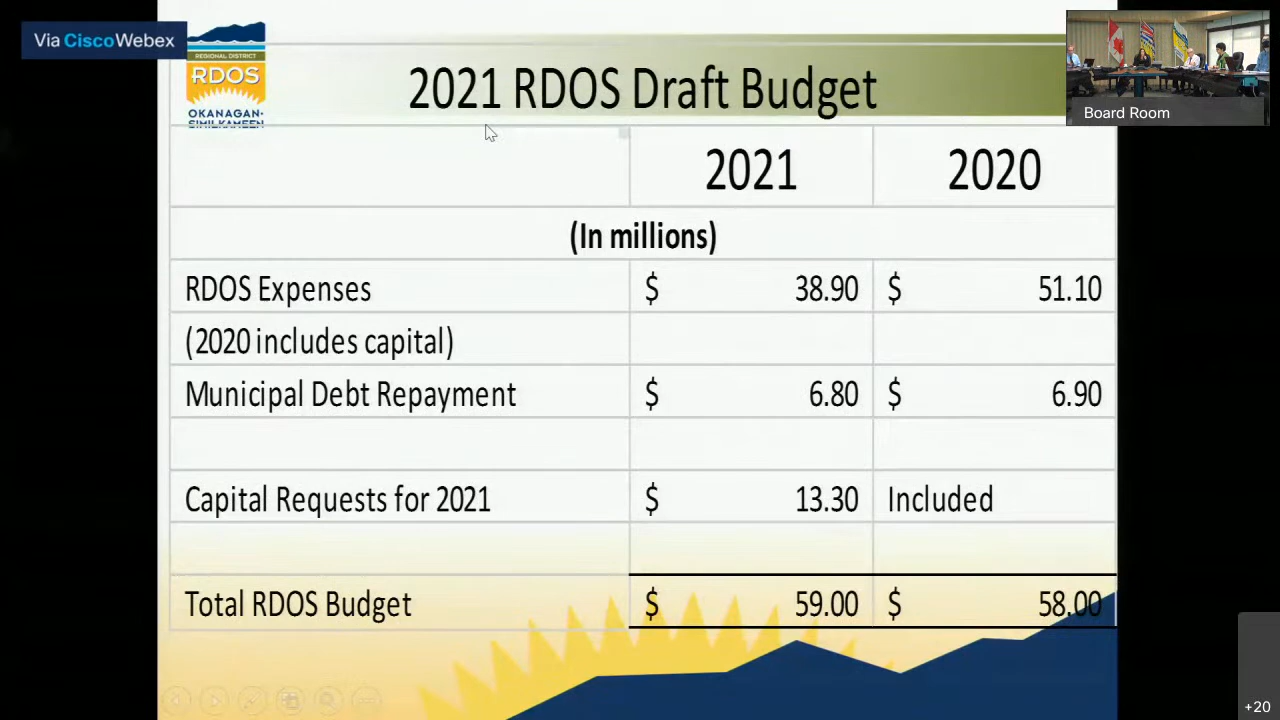 Via Cisco Webex
REGIONAL DISTRICT
RDOS
OKANAGAN-
SIMILKAMEEN
2021 RDOS Draft Budget
Board Room
2021 2020
(In millions)
RDOS Expenses $ 38.90 $ 51.10
(2020 includes capital)
Municipal Debt Repayment $ 6.80 $ 6.90
Capital Requests for 2021 $ 13.30 Included
Total RDOS Budget $ 59.00 $ 58.00
+20